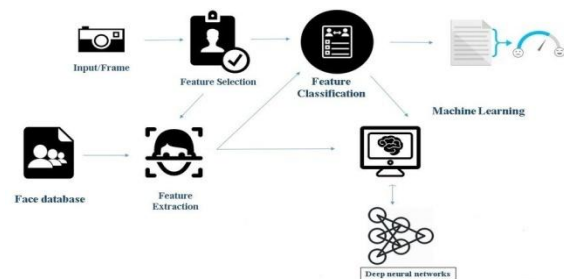 Input/Frame
Feature Selection
Feature
Classification
Machine Learning
Face database
Feature
Extraction
Deep neural networks